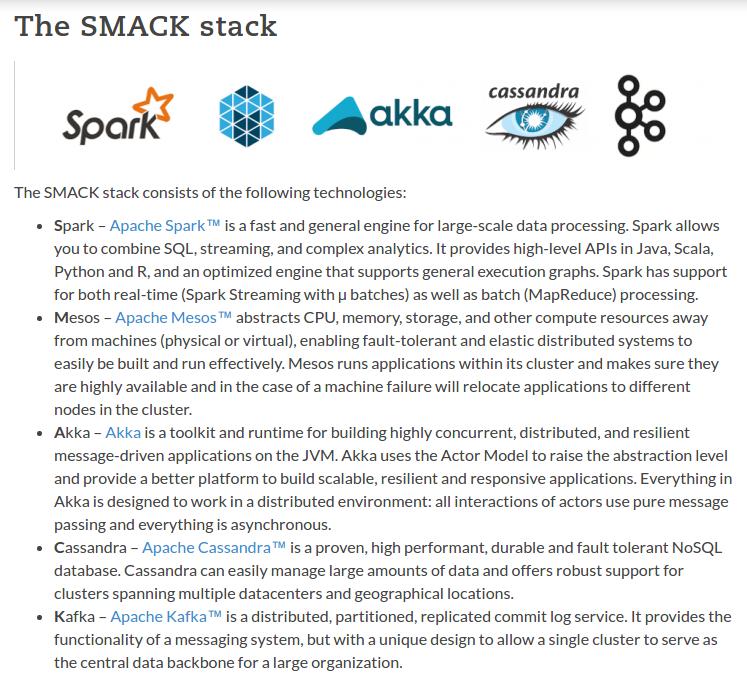 The SMACK stack
Spark
akka
cassandra
The SMACK stack consists of the following technologies:
• Spark – Apache Spark™ is a fast and general engine for large-scale data processing. Spark allows
you to combine SQL, streaming, and complex analytics. It provides high-level APIs in Java, Scala,
Python and R, and an optimized engine that supports general execution graphs. Spark has support
for both real-time (Spark Streaming with µ batches) as well as batch (MapReduce) processing.
• Mesos – Apache Mesos™ abstracts CPU, memory, storage, and other compute resources away
from machines (physical or virtual), enabling fault-tolerant and elastic distributed systems to
easily be built and run effectively. Mesos runs applications within its cluster and makes sure they
are highly available and in the case of a machine failure will relocate applications to different
nodes in the cluster.
• Akka – Akka is a toolkit and runtime for building highly concurrent, distributed, and resilient
message-driven applications on the JVM. Akka uses the Actor Model to raise the abstraction level
and provide a better platform to build scalable, resilient and responsive applications. Everything in
Akka is designed to work in a distributed environment: all interactions of actors use pure message
passing and everything is asynchronous.
• Cassandra – Apache Cassandra™ is a proven, high performant, durable and fault tolerant NoSQL
database. Cassandra can easily manage large amounts of data and offers robust support for
clusters spanning multiple datacenters and geographical locations.
• Kafka – Apache Kafka™ is a distributed, partitioned, replicated commit log service. It provides the
functionality of a messaging system, but with a unique design to allow a single cluster to serve as
the central data backbone for a large organization.